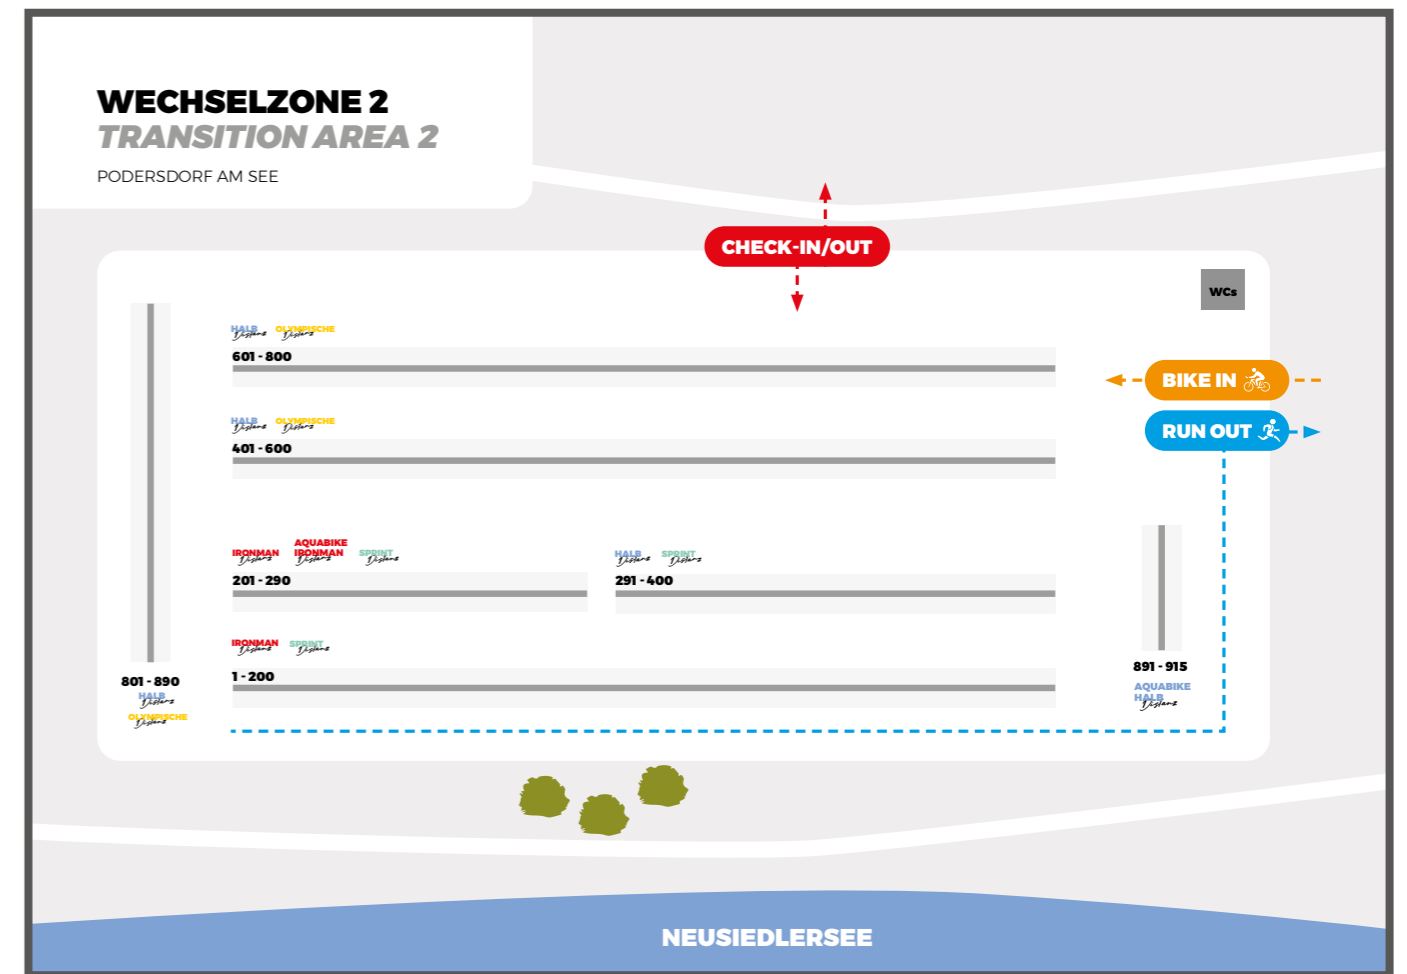 WECHSELZONE 2
TRANSITION AREA 2
PODERSDORF AM SEE
CHECK-IN/OUT
WCs
HALB Distanz OLYMPISCHE Distanz
601 - 800
BIKE IN
HALB Distanz OLYMPISCHE Distanz
RUN OUT
401 - 600
AQUABIKE
IRONMAN Distanz IRONMAN Distanz SPRINT Distanz
201 - 290
HALB Distanz SPRINT Distanz
291 - 400
IRONMAN Distanz SPRINT Distanz
1 - 200
801 - 890
HALB
Distanz
OLYMPISCHE
Distanz
891 - 915
AQUABIKE
HALB
Distanz
NEUSIEDLERSEE